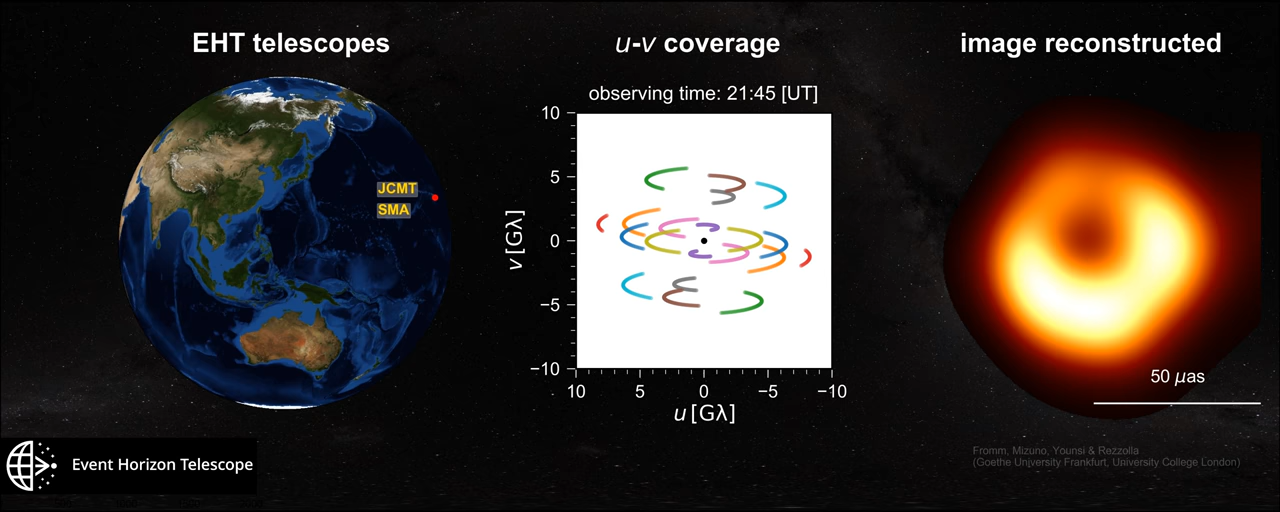 EHT telescopes
JCMT
SMA
Event Horizon Telescope
u-v coverage
observing time: 21:45 [UT]
v [Gλ]
10
5
0
−5
−10
10
5
0
−5
−10
u [Gλ]
image reconstructed
50 μas
Fromm, Mizuno, Younsi & Rezzolla
(Goethe University Frankfurt, University College London)